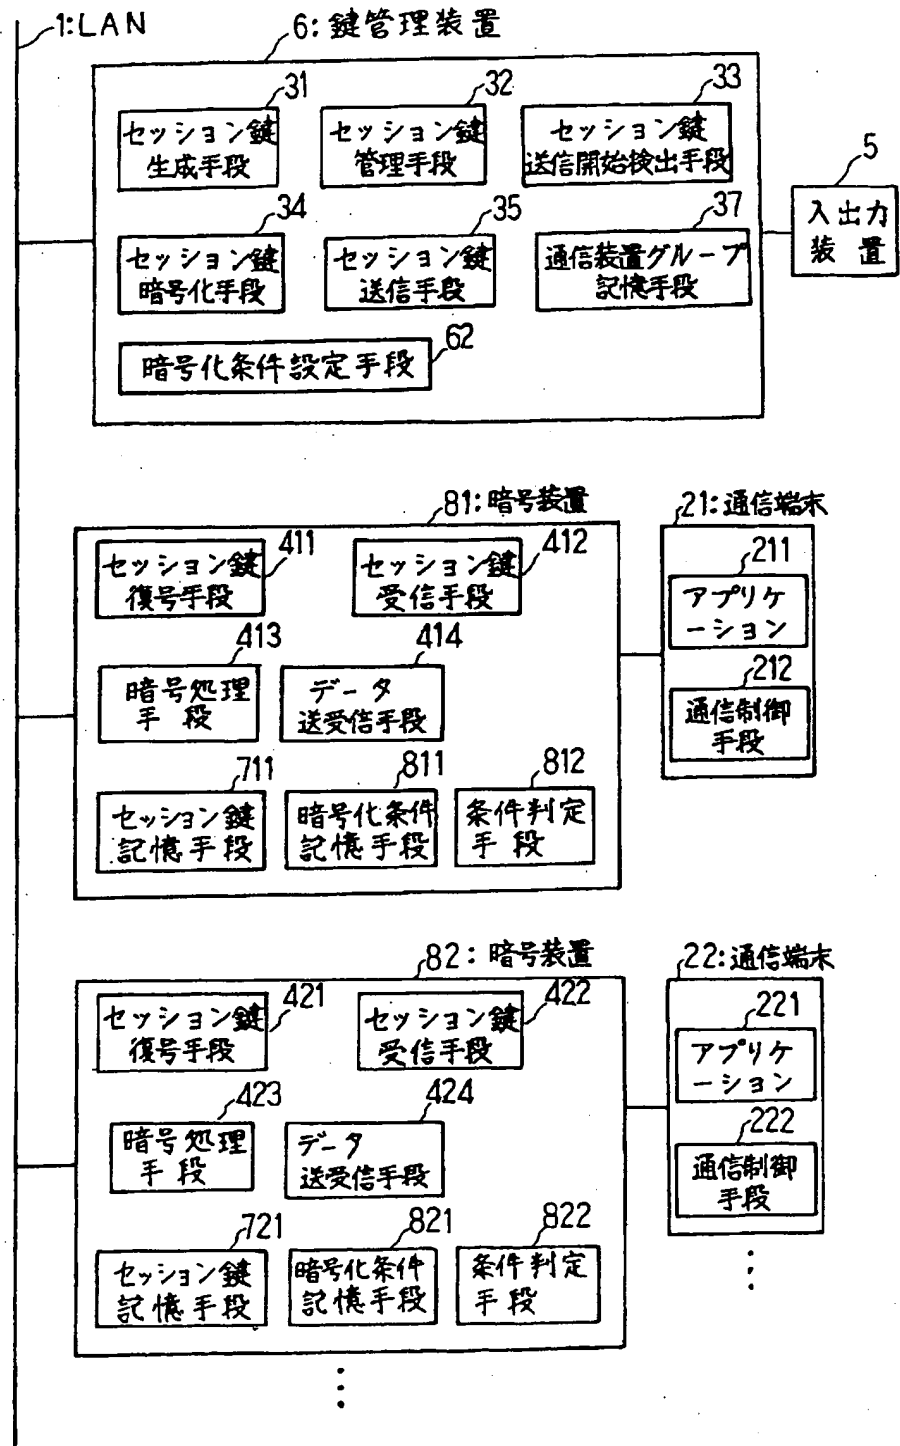 1:LAN
6:鍵管理装置
31
セッション鍵
生成手段
32
セッション鍵
管理手段
33
セッション鍵
送信開始検出手段
5
入出力
装置
34
セッション鍵
暗号化手段
35
セッション鍵
送信手段
37
通信装置グループ
記憶手段
62
暗号化条件設定手段
81:暗号装置
411
セッション鍵
復号手段
412
セッション鍵
受信手段
413
暗号処理
手段
414
データ
送受信手段
711
セッション鍵
記憶手段
811
暗号化条件
記憶手段
812
条件判定
手段
21:通信端末
211
アプリケ
ーション
212
通信制御
手段
82:暗号装置
421
セッション鍵
復号手段
422
セッション鍵
受信手段
423
暗号処理
手段
424
データ
送受信手段
721
セッション鍵
記憶手段
821
暗号化条件
記憶手段
822
条件判定
手段
22:通信端末
221
アプリケ
ーション
222
通信制御
手段